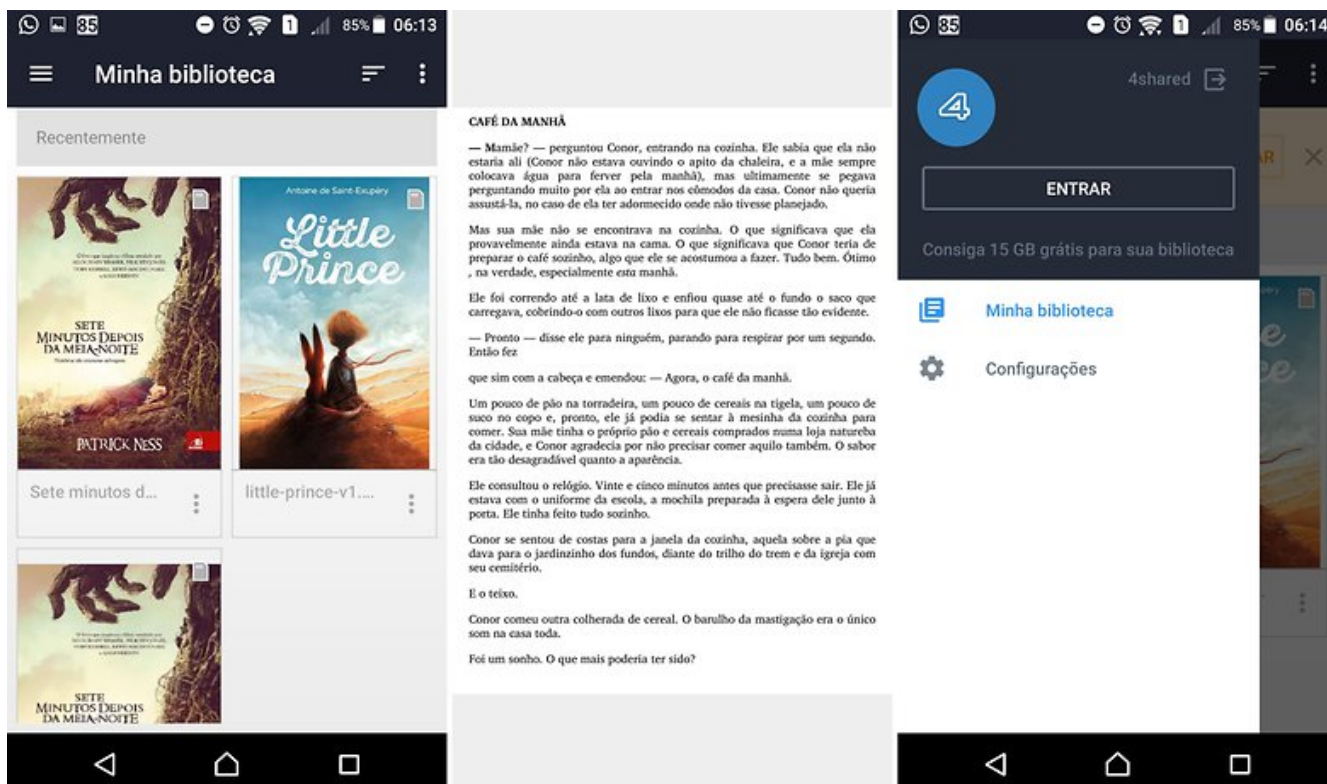 85
1
85%
06:13
Minha biblioteca
Recentemente
SETE
MINUTOS DEPOIS
DA MEIA-NOITE
PATRICK NESS
Antoine de Saint-Exupéry
Little
Prince
Sete minutos d...
little-prince-v1....
SETE
MINUTOS DEPOIS
DA MEIA-NOITE
CAFÉ DA MANHÃ
— Mamãe? — perguntou Conor, entrando na cozinha. Ele sabia que ela não
estaria ali (Conor não estava ouvindo o apito da chaleira, e a mãe sempre
colocava água para ferver pela manhã), mas ultimamente se pegava
perguntando muito por ela ao entrar nos cômodos da casa. Conor não queria
assustá-la, no caso de ela ter adormecido onde não tivesse planejado.
Mas sua mãe não se encontrava na cozinha. O que significava que ela
provavelmente ainda estava na cama. O que significava que Conor teria de
preparar o café sozinho, algo que ele se acostumou a fazer. Tudo bem. Ótimo
, na verdade, especialmente esta manhã.
Ele foi correndo até a lata de lixo e enfiou quase até o fundo o saco que
carregava, cobrindo-o com outros lixos para que ele não ficasse tão evidente.
— Pronto — disse ele para ninguém, parando para respirar por um segundo.
Então fez
que sim com a cabeça e emendou: — Agora, o café da manhã.
Um pouco de pão na torradeira, um pouco de cereais na tigela, um pouco de
suco no copo e, pronto, ele já podia se sentar à mesinha da cozinha para
comer. Sua mãe tinha o próprio pão e cereais comprados numa loja natureba
da cidade, e Conor agradecia por não precisar comer aquilo também. O sabor
era tão desagradável quanto a aparência.
Ele consultou o relógio. Vinte e cinco minutos antes que precisasse sair. Ele já
estava com o uniforme da escola, a mochila preparada à espera dele junto à
porta. Ele tinha feito tudo sozinho.
Conor se sentou de costas para a janela da cozinha, aquela sobre a pia que
dava para o jardinzinho dos fundos, diante do trilho do trem e da igreja com
seu cemitério.
E o teixo.
Conor comeu outra colherada de cereal. O barulho da mastigação era o único
som na casa toda.
Foi um sonho. O que mais poderia ter sido?
85
1
85%
06:14
4shared
4
ENTRAR
Consiga 15 GB grátis para sua biblioteca
Minha biblioteca
Configurações
AR